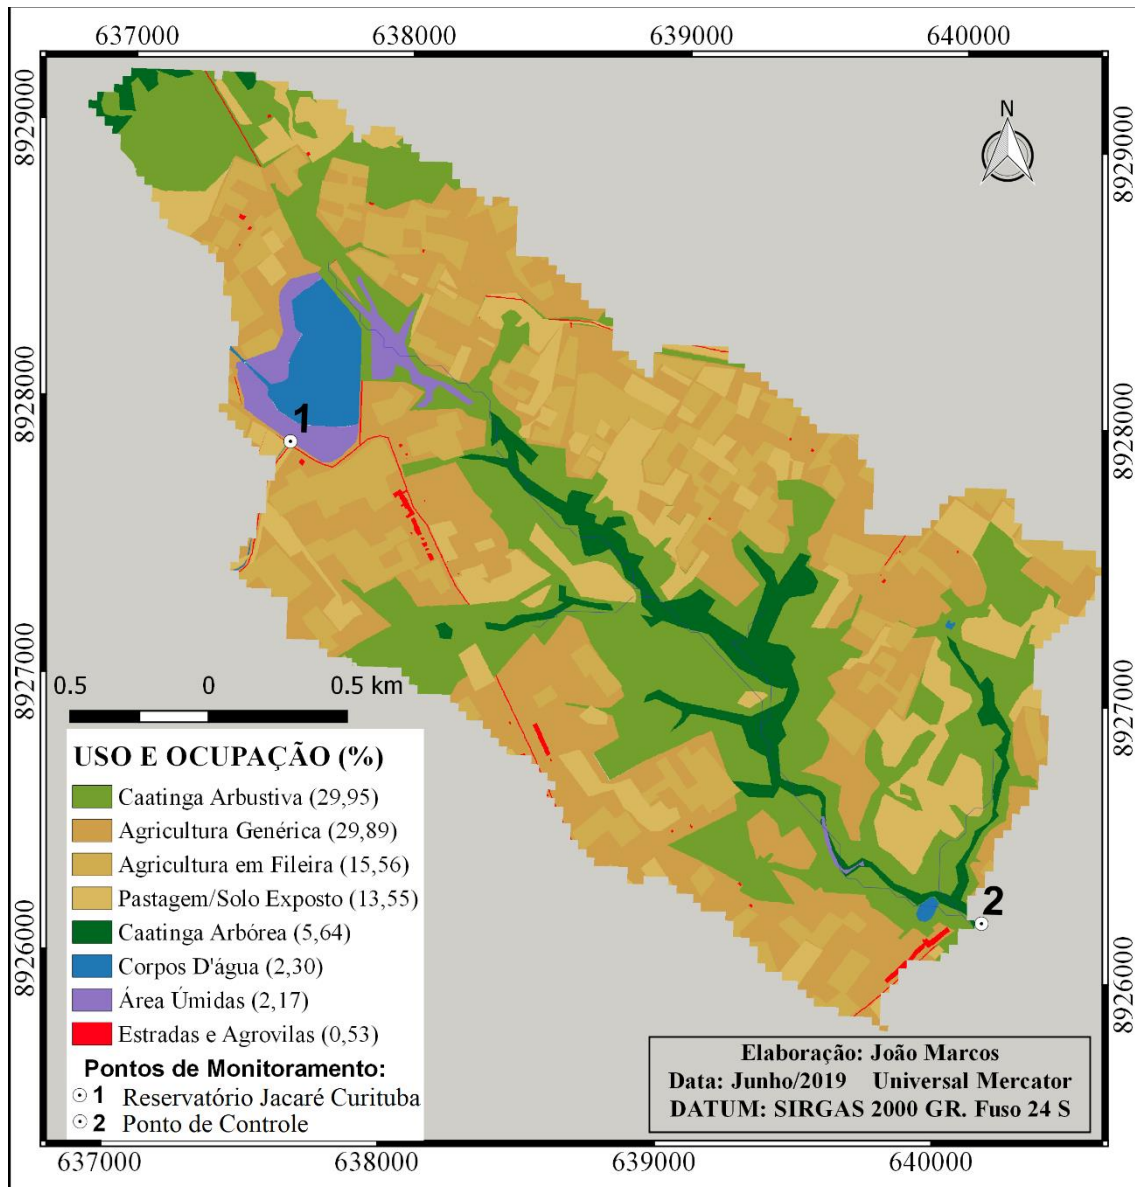 637000 638000 639000 640000
N
8929000 8929000
8928000 8928000
1
8927000 8927000
0.5 0 0.5 km
2
8926000 8926000
USO E OCUPAÇÃO (%)
Caatinga Arbustiva (29,95)
Agricultura Genérica (29,89)
Agricultura em Fileira (15,56)
Pastagem/Solo Exposto (13,55)
Caatinga Arbórea (5,64)
Corpos D'água (2,30)
Área Úmidas (2,17)
Estradas e Agrovilas (0,53)
Pontos de Monitoramento:
1 Reservatório Jacaré Curituba
2 Ponto de Controle
Elaboração: João Marcos
Data: Junho/2019 Universal Mercator
DATUM: SIRGAS 2000 GR. Fuso 24 S
637000 638000 639000 640000